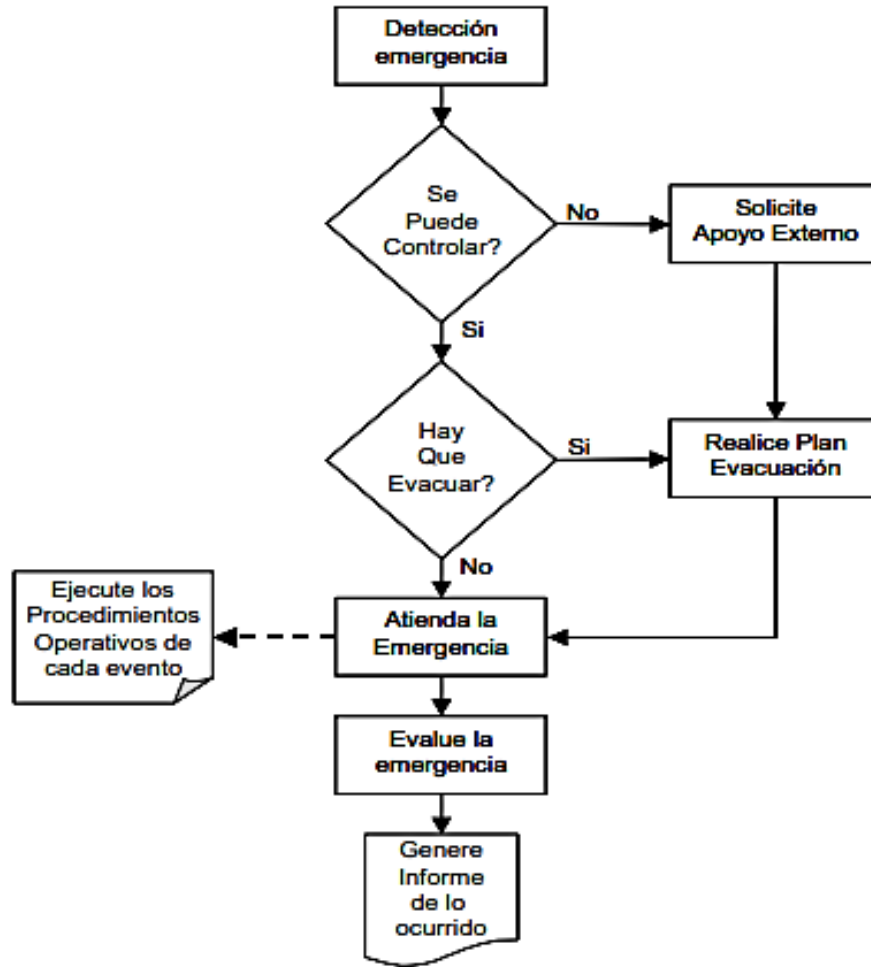 Detección
emergencia
Se
Puede
Controlar?
No
Solicite
Apoyo Externo
Si
Hay
Que
Evacuar?
Si
Realice Plan
Evacuación
No
Ejecute los
Procedimientos
Operativos de
cada evento
Atienda la
Emergencia
Evalue la
emergencia
Genere
Informe
de lo
ocurrido